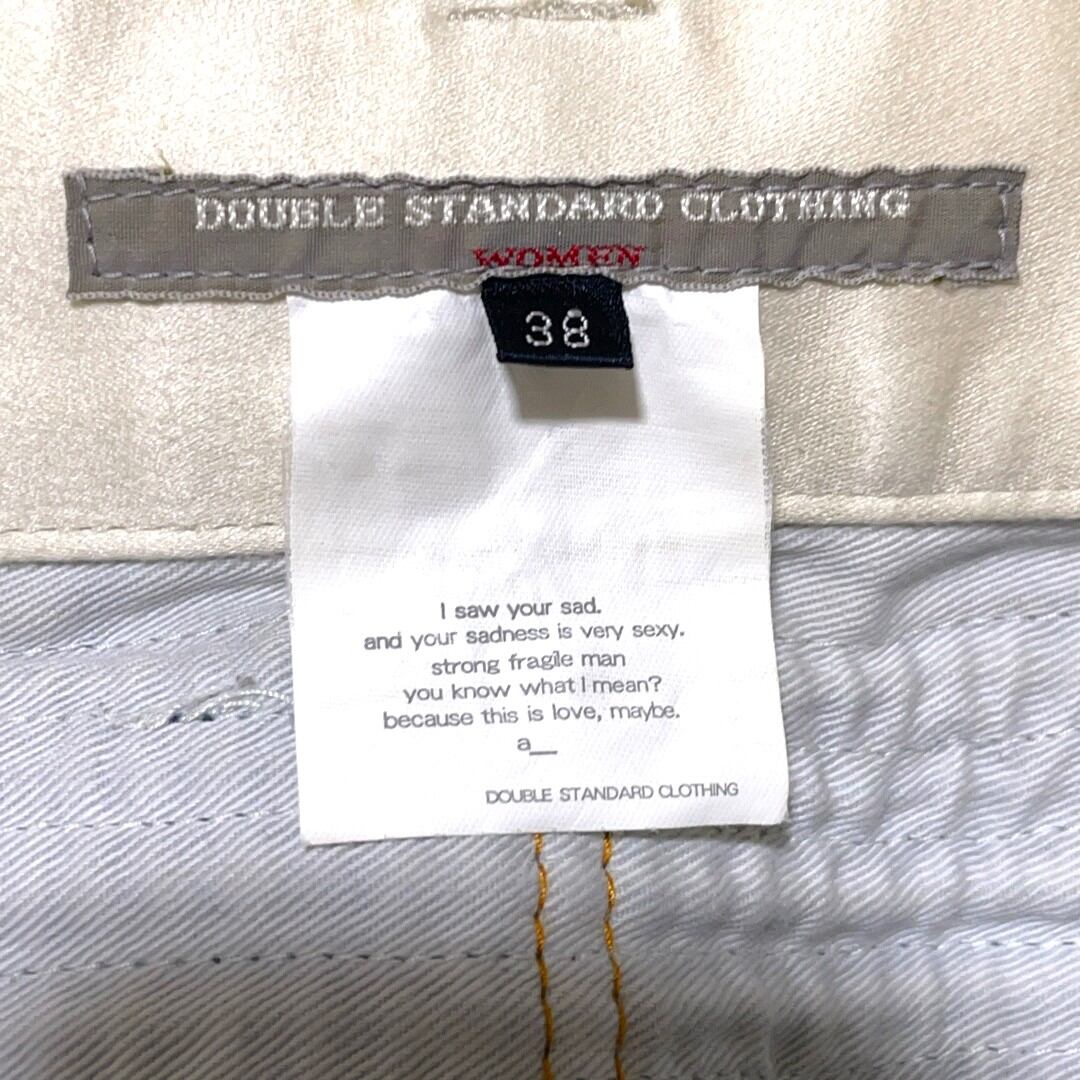 DOUBLE STANDARD CLOTHING
WOMEN
38
I saw your sad.
and your sadness is very sexy.
strong fragile man
you know what I mean?
because this is love, maybe.
a__
DOUBLE STANDARD CLOTHING